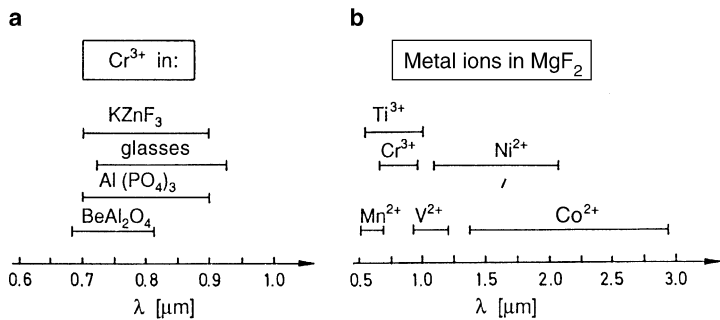 a
Cr³⁺ in:
KZnF₃
glasses
Al (PO₄)₃
BeAl₂O₄
0.6 0.7 0.8 0.9 1.0
λ [μm]
b
Metal ions in MgF₂
Ti³⁺
Cr³⁺ Ni²⁺
Mn²⁺ V²⁺ Co²⁺
0.5 1.0 1.5 2.0 2.5 3.0
λ [μm]